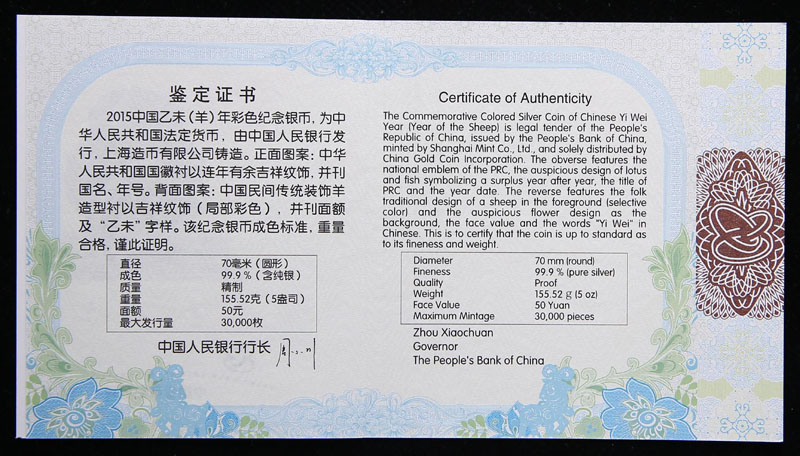 鉴定证书
2015中国乙未(羊)年彩色纪念银币，为中
华人民共和国法定货币，由中国人民银行发
行，上海造币有限公司铸造。正面图案：中华
人民共和国国徽衬以连年有余吉祥纹饰，并刊
国名、年号。背面图案：中国民间传统装饰羊
造型衬以吉祥纹饰（局部彩色），并刊面额
及“乙未”字样。该纪念银币成色标准，重量
合格，谨此证明。
直径 70毫米（圆形）
成色 99.9%（含纯银）
质量 精制
重量 155.52克（5盎司）
面额 50元
最大发行量 30,000枚
中国人民银行行长
Certificate of Authenticity
The Commemorative Colored Silver Coin of Chinese Yi Wei
Year (Year of the Sheep) is legal tender of the People's
Republic of China, issued by the People's Bank of China,
minted by Shanghai Mint Co., Ltd., and solely distributed by
China Gold Coin Incorporation. The obverse features the
national emblem of the PRC, the auspicious design of lotus
and fish symbolizing a surplus year after year, the title of
PRC and the year date. The reverse features the folk
traditional design of a sheep in the foreground (selective
color) and the auspicious flower design as the
background, the face value and the words "Yi Wei" in
Chinese. This is to certify that the coin is up to standard as
to its fineness and weight.
Diameter 70 mm (round)
Fineness 99.9 % (pure silver)
Quality Proof
Weight 155.52 g (5 oz)
Face Value 50 Yuan
Maximum Mintage 30,000 pieces
Zhou Xiaochuan
Governor
The People's Bank of China